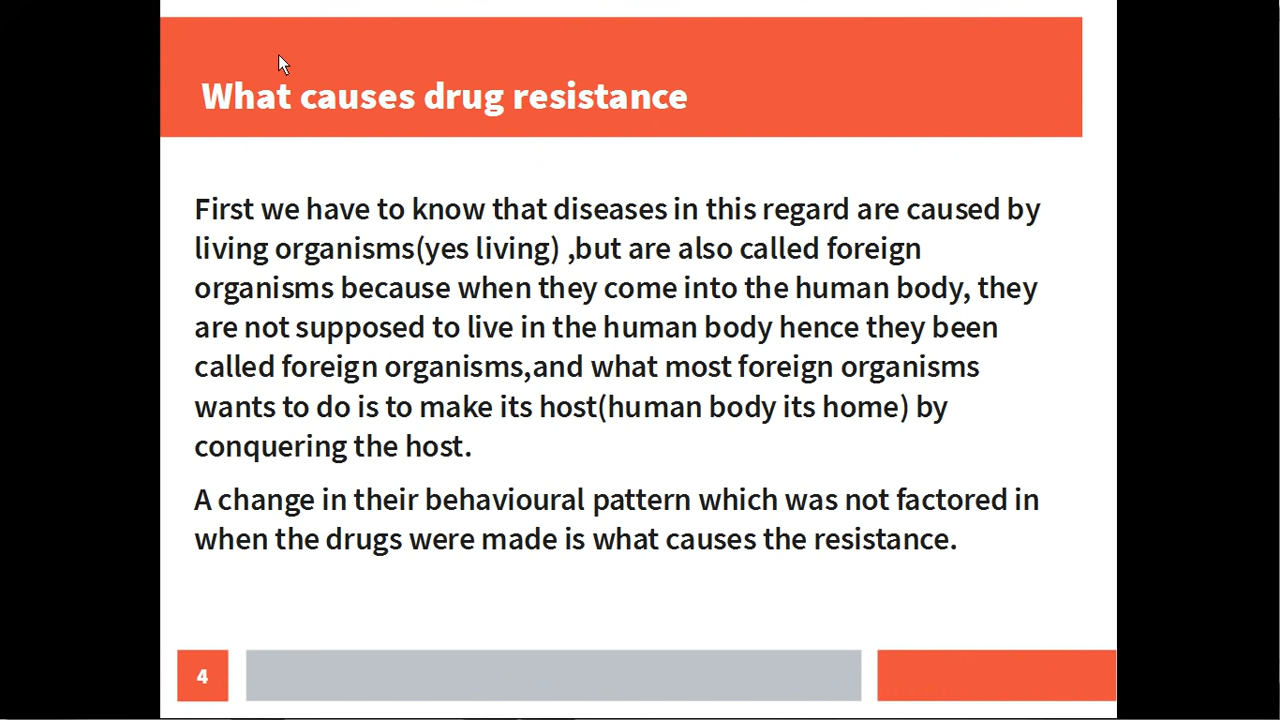 What causes drug resistance
First we have to know that diseases in this regard are caused by
living organisms(yes living) ,but are also called foreign
organisms because when they come into the human body, they
are not supposed to live in the human body hence they been
called foreign organisms,and what most foreign organisms
wants to do is to make its host(human body its home) by
conquering the host.
A change in their behavioural pattern which was not factored in
when the drugs were made is what causes the resistance.
4